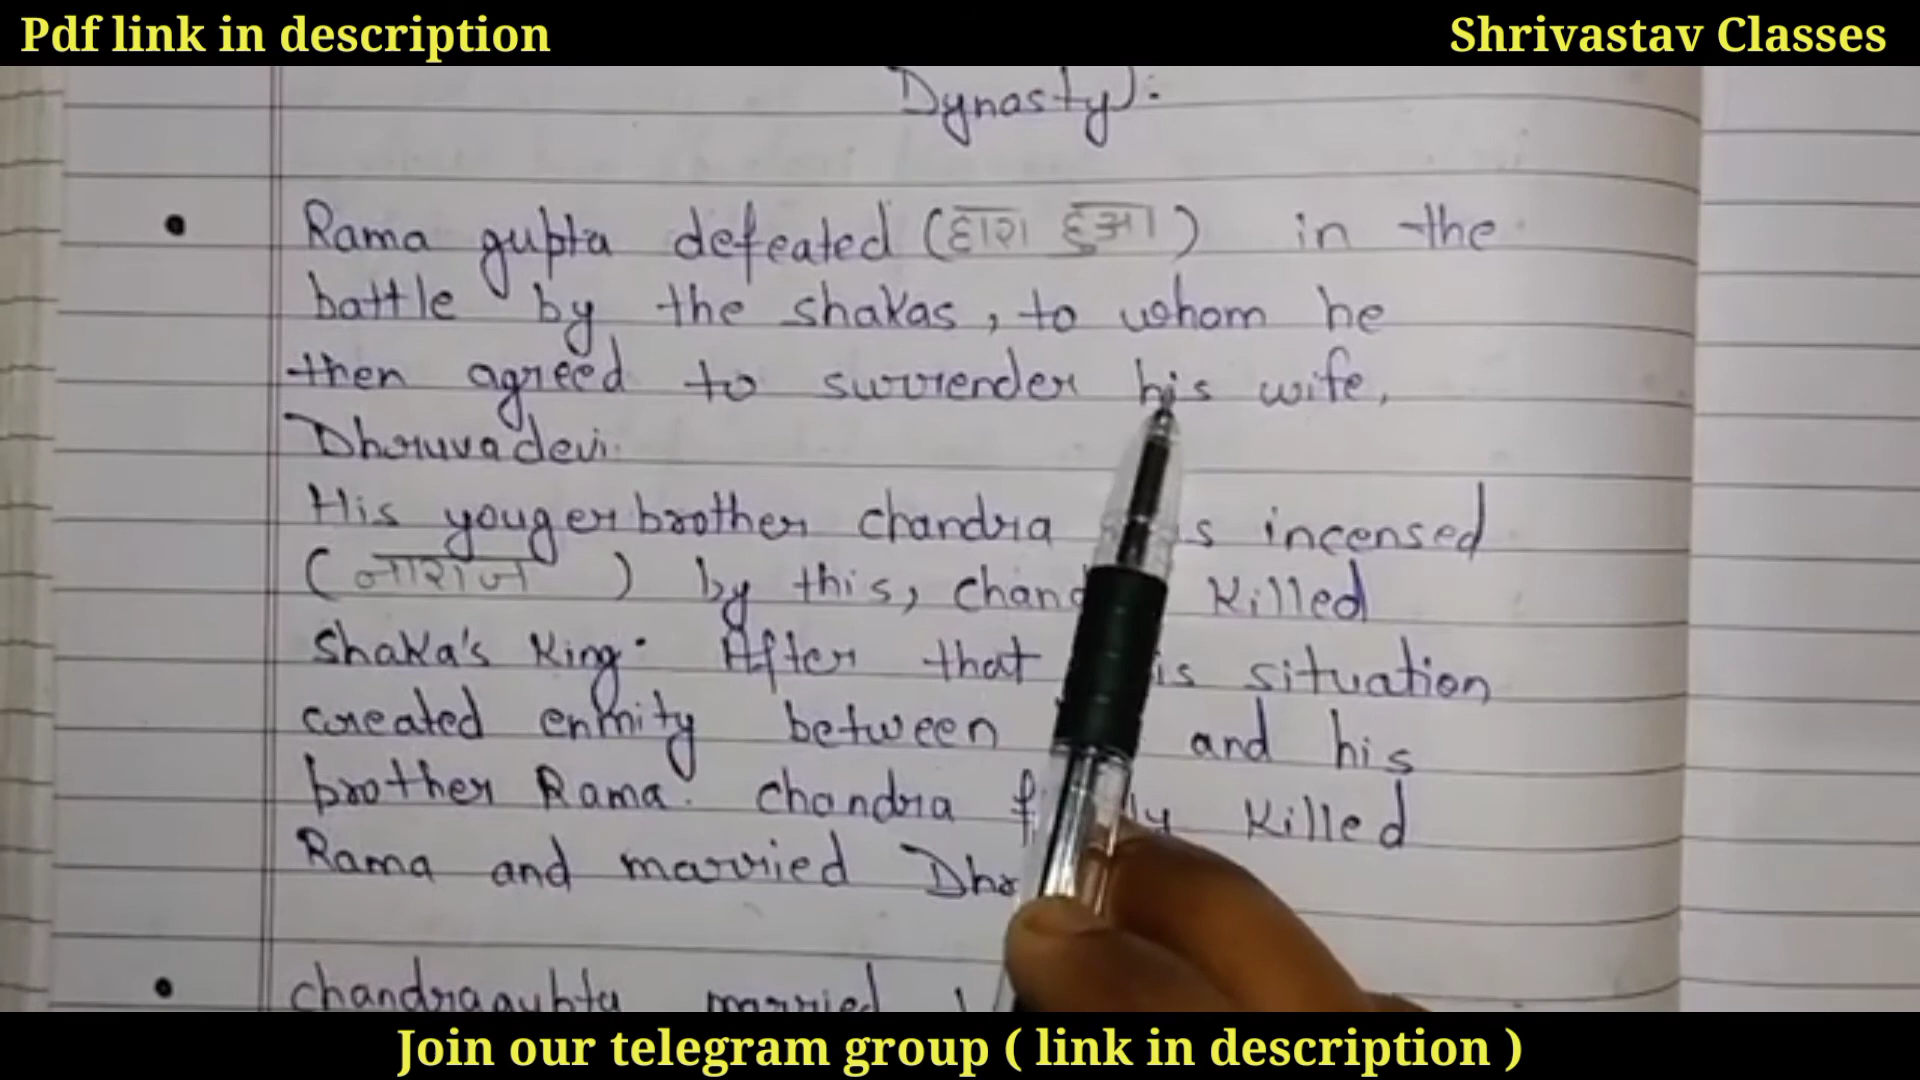 Pdf link in description
Shrivastav Classes
Dynasty):
• Rama gupta defeated (हारा हुआ) in the
battle by the shakas, to whom he
then agreed to surrender his wife,
Dhruvadevi.
His youger brother chandra incensed
(नाराज) by this, killed
Shaka's King. After that situation
created enmity between and his
brother Rama. chandra killed
Rama and married
• chandragupta married
Join our telegram group ( link in description )